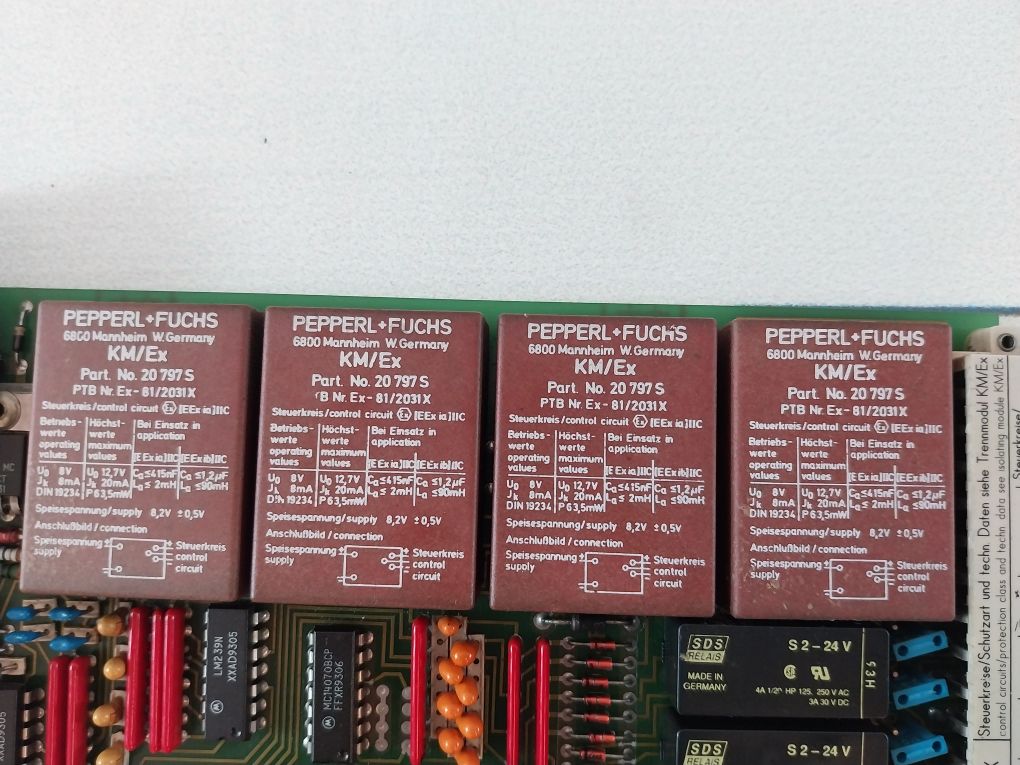 PEPPERL+FUCHS
6800 Mannheim W.Germany
KM/Ex
Part. No. 20 797 S
PTB Nr. Ex-81/2031X
Steuerkreis/control circuit Ex [EEx ia]IIC
Betriebs- Höchst- Bei Einsatz in
werte werte application
operating maximum
values values [EEx ia]IIC [EEx ib]IIC
U₀ 8V U₀ 12,7V Cₐ≤415nF Cₐ≤1,2µF
Jₖ 8mA Jₖ 20mA Lₐ≤2mH Lₐ≤90mH
DIN 19234 P 63,5mW
Speisespannung/supply 8,2V ±0,5V
Anschlußbild/connection
Speisespannung + Steuerkreis
supply control
− circuit
PEPPERL+FUCHS
6800 Mannheim W.Germany
KM/Ex
Part. No. 20 797 S
B Nr. Ex-81/2031X
Steuerkreis/control circuit Ex [EEx ia]IIC
Betriebs- Höchst- Bei Einsatz in
werte werte application
operating maximum
values values [EEx ia]IIC [EEx ib]IIC
U₀ 8V U₀ 12,7V Cₐ≤415nF Cₐ≤1,2µF
Jₖ 8mA Jₖ 20mA Lₐ≤2mH Lₐ≤90mH
DIN 19234 P 63,5mW
Speisespannung/supply 8,2V ±0,5V
Anschlußbild/connection
Speisespannung + Steuerkreis
supply control
− circuit
PEPPERL+FUCHS
6800 Mannheim W.Germany
KM/Ex
Part. No. 20 797 S
PTB Nr. Ex-81/2031X
Steuerkreis/control circuit Ex [EEx ia]IIC
Betriebs- Höchst- Bei Einsatz in
werte werte application
operating maximum
values values [EEx ia]IIC [EEx ib]IIC
U₀ 8V U₀ 12,7V Cₐ≤415nF Cₐ≤1,2µF
Jₖ 8mA Jₖ 20mA Lₐ≤2mH Lₐ≤90mH
DIN 19234 P 63,5mW
Speisespannung/supply 8,2V ±0,5V
Anschlußbild/connection
Speisespannung + Steuerkreis
supply control
− circuit
PEPPERL+FUCHS
6800 Mannheim W.Germany
KM/Ex
Part. No. 20 797 S
PTB Nr. Ex-81/2031X
Steuerkreis/control circuit Ex [EEx ia]IIC
Betriebs- Höchst- Bei Einsatz in
werte werte application
operating maximum
values values [EEx ia]IIC [EEx ib]IIC
U₀ 8V U₀ 12,7V Cₐ≤415nF Cₐ≤1,2µF
Jₖ 8mA Jₖ 20mA Lₐ≤2mH Lₐ≤90mH
DIN 19234 P 63,5mW
Speisespannung/supply 8,2V ±0,5V
Anschlußbild/connection
Speisespannung + Steuerkreis
supply control
− circuit
Steuerkreise/Schutzart und techn. Daten siehe Trennmodul KM/Ex
control circuits/protection class and techn data see isolating module KM/Ex
Steuerkreise/
MC
LM239N
XXAD9305
MC14070BCP
FFXR9306
XXAD9305
SDS
RELAIS
S2-24V
MADE IN
GERMANY
4A 1/20 HP 125. 250 V AC
3A 30 V DC
93H
SDS
RELAIS
S2-24V